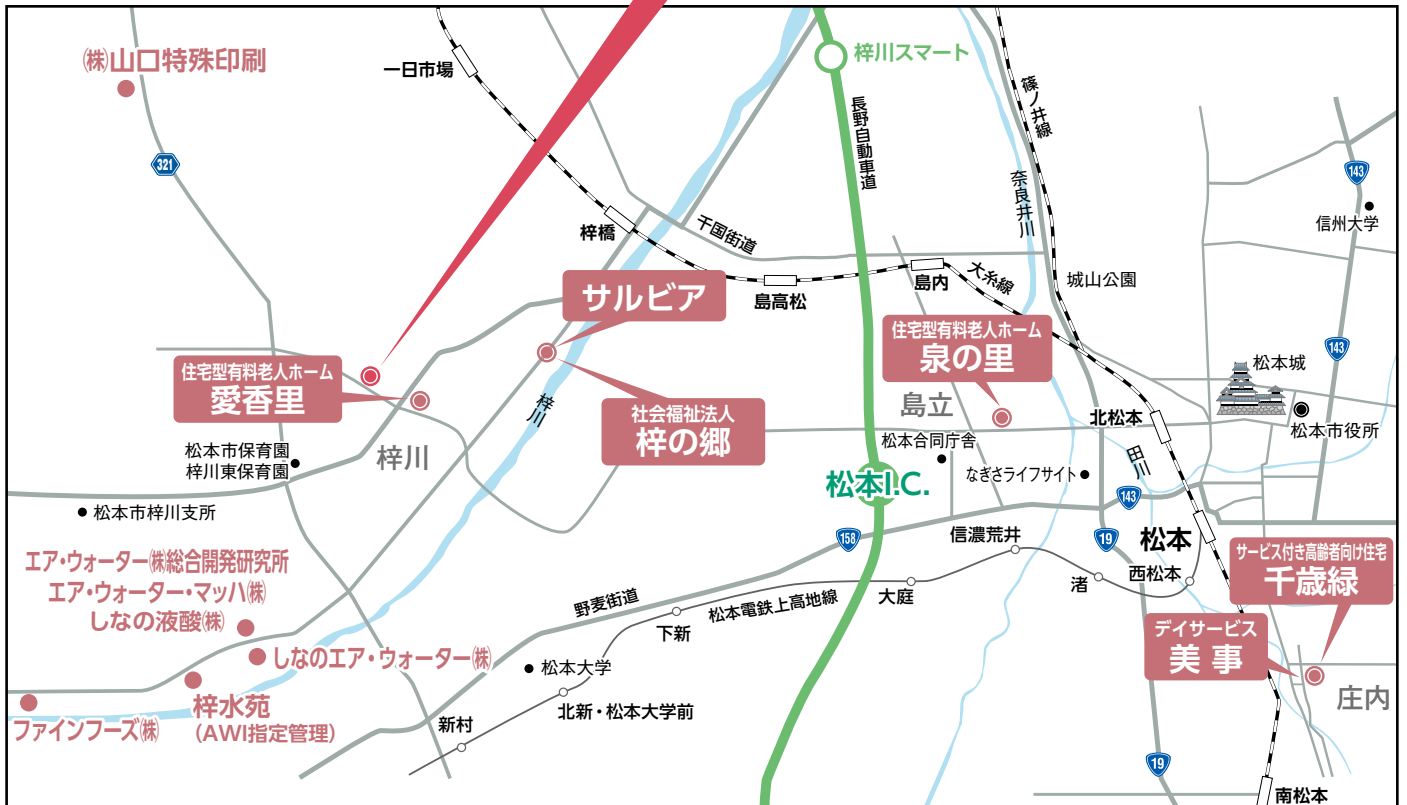 ㈱山口特殊印刷
一日市場
梓川スマート
長野自動車道
篠ノ井線
奈良井川
321
143
信州大学
梓橋
千国街道
島高松
島内
大糸線
城山公園
サルビア
住宅型有料老人ホーム
泉の里
143
松本城
住宅型有料老人ホーム
愛香里
梓川
社会福祉法人
梓の郷
島立
北松本
松本市役所
松本市保育園
梓川東保育園
梓川
松本合同庁舎
なぎさライフサイト
田川
松本I.C.
143
松本市梓川支所
158
信濃荒井
19
松本
サービス付き高齢者向け住宅
千歳緑
エア・ウォーター㈱総合開発研究所
エア・ウォーター・マッハ㈱
しなの液酸㈱
野麦街道
下新
松本電鉄上高地線
大庭
渚
西松本
デイサービス
美事
しなのエア・ウォーター㈱
松本大学
庄内
ファインフーズ㈱
梓水苑
(AWI指定管理)
新村
北新・松本大学前
19
南松本